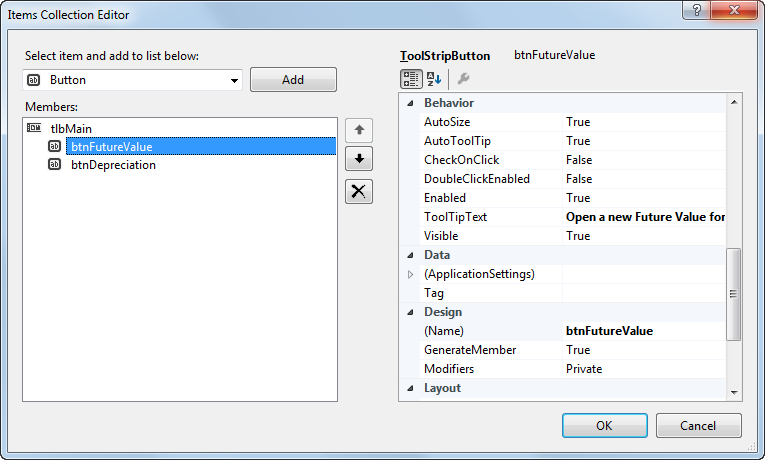 Items Collection Editor
Select item and add to list below:
Button
Add
Members:
tlbMain
btnFutureValue
btnDepreciation
ToolStripButton btnFutureValue
Behavior
AutoSize True
AutoToolTip True
CheckOnClick False
DoubleClickEnabled False
Enabled True
ToolTipText Open a new Future Value for
Visible True
Data
(ApplicationSettings)
Tag
Design
(Name) btnFutureValue
GenerateMember True
Modifiers Private
Layout
OK Cancel